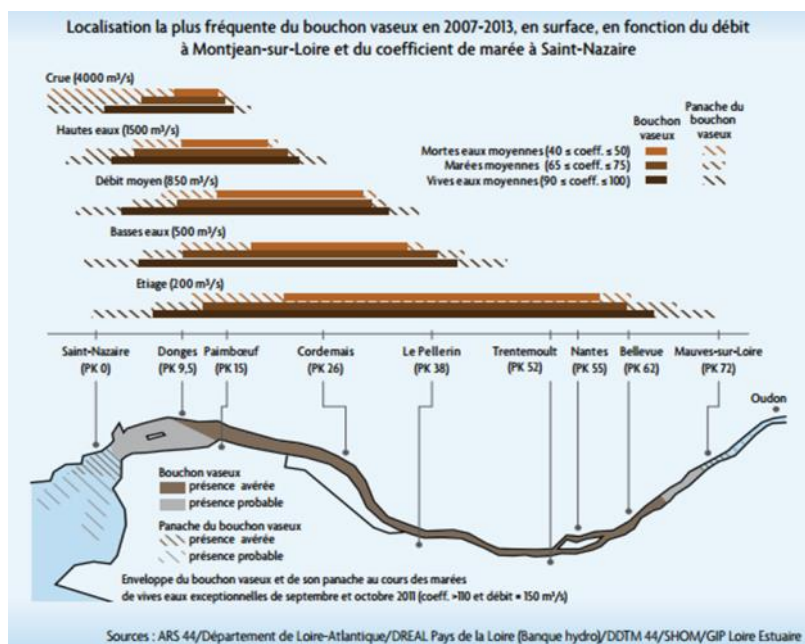 Localisation la plus fréquente du bouchon vaseux en 2007-2013, en surface, en fonction du débit
à Montjean-sur-Loire et du coefficient de marée à Saint-Nazaire
Crue (4000 m³/s)
Hautes eaux (1500 m³/s)
Débit moyen (850 m³/s)
Basses eaux (500 m³/s)
Etiage (200 m³/s)
Bouchon
vaseux
Panache du
bouchon
vaseux
Mortes eaux moyennes (40 ≤ coeff. ≤ 50)
Marées moyennes (65 ≤ coeff. ≤ 75)
Vives eaux moyennes (90 ≤ coeff. ≤ 100)
Saint-Nazaire
(PK 0)
Donges
(PK 9,5)
Paimbœuf
(PK 15)
Cordemais
(PK 26)
Le Pellerin
(PK 38)
Trentemoult
(PK 52)
Nantes
(PK 55)
Bellevue
(PK 62)
Mauves-sur-Loire
(PK 72)
Oudon
Bouchon vaseux
présence avérée
présence probable
Panache du bouchon vaseux
présence avérée
présence probable
Enveloppe du bouchon vaseux et de son panache au cours des marées
de vives eaux exceptionnelles de septembre et octobre 2011 (coeff. >110 et débit = 150 m³/s)
Sources : ARS 44/Département de Loire-Atlantique/DREAL Pays de la Loire (Banque hydro)/DDTM 44/SHOM/GIP Loire Estuaire